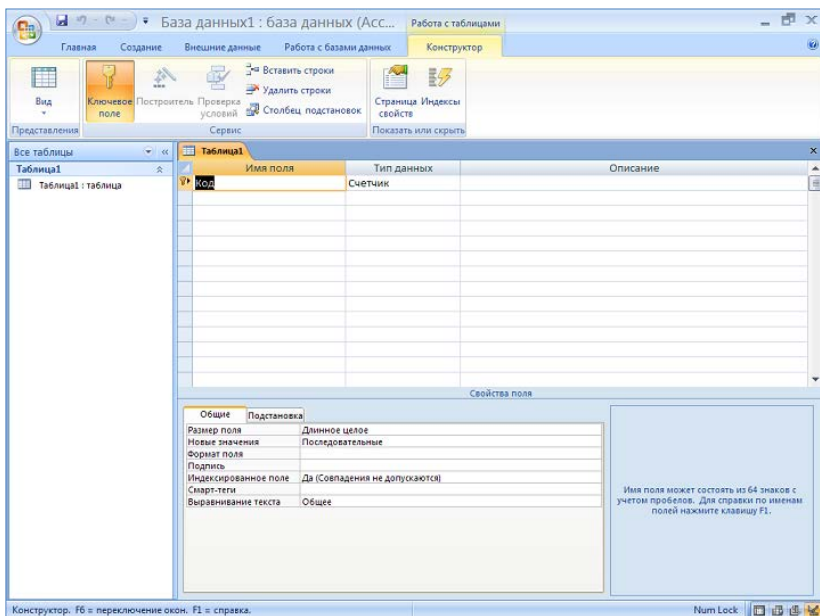 База данных1 : база данных (Acc...
Работа с таблицами
Главная Создание Внешние данные Работа с базами данных Конструктор
Вид
Ключевое поле
Построитель
Проверка условий
Вставить строки
Удалить строки
Столбец подстановок
Страница свойств
Индексы
Представления Сервис Показать или скрыть
Все таблицы
Таблица1
Таблица1 : таблица
Таблица1
Имя поля Тип данных Описание
Код Счетчик
Свойства поля
Общие Подстановка
Размер поля Длинное целое
Новые значения Последовательные
Формат поля
Подпись
Индексированное поле Да (Совпадения не допускаются)
Смарт-теги
Выравнивание текста Общее
Имя поля может состоять из 64 знаков с
учетом пробелов. Для справки по именам
полей нажмите клавишу F1.
Конструктор. F6 = переключение окон. F1 = справка. Num Lock